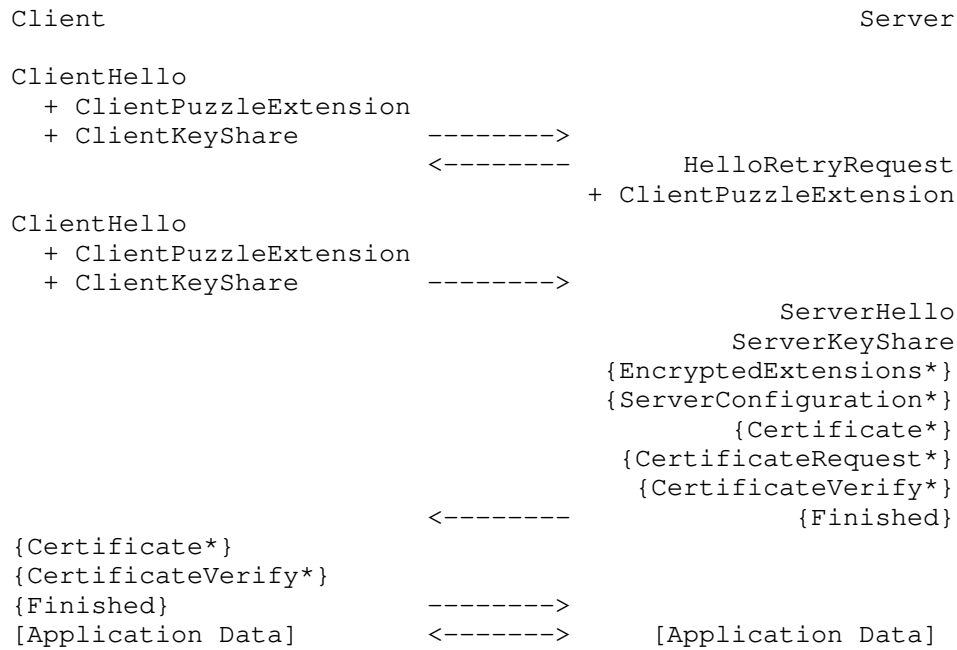 Client                                               Server

ClientHello
  + ClientPuzzleExtension
  + ClientKeyShare        -------->
                          <--------       HelloRetryRequest
                                    + ClientPuzzleExtension
ClientHello
  + ClientPuzzleExtension
  + ClientKeyShare        -------->
                                                ServerHello
                                             ServerKeyShare
                                     {EncryptedExtensions*}
                                     {ServerConfiguration*}
                                             {Certificate*}
                                      {CertificateRequest*}
                                       {CertificateVerify*}
                          <--------              {Finished}
{Certificate*}
{CertificateVerify*}
{Finished}                -------->
[Application Data]        <------->     [Application Data]